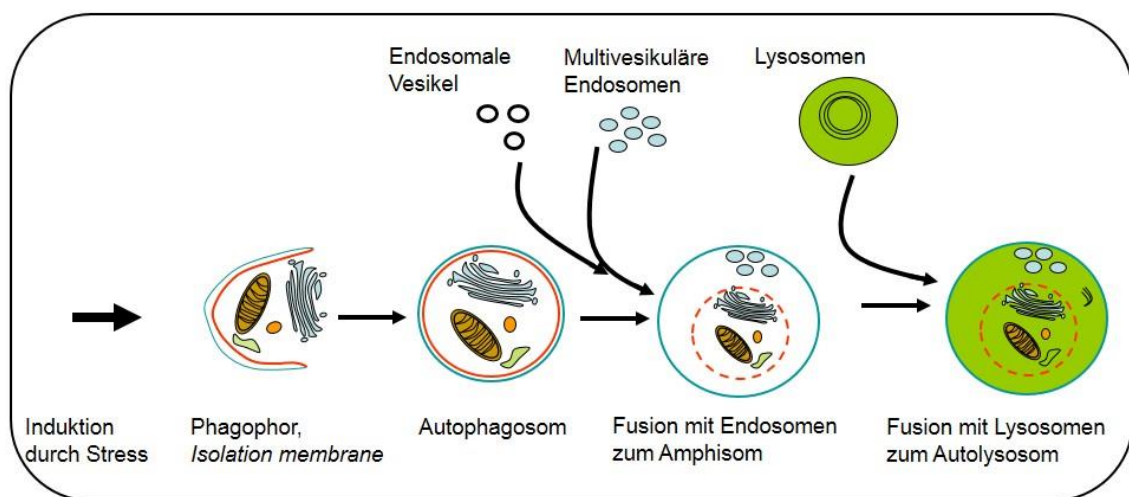 Endosomale
Vesikel
Multivesikuläre
Endosomen
Lysosomen
Induktion
durch Stress
Phagophor,
Isolation membrane
Autophagosom
Fusion mit Endosomen
zum Amphisom
Fusion mit Lysosomen
zum Autolysosom